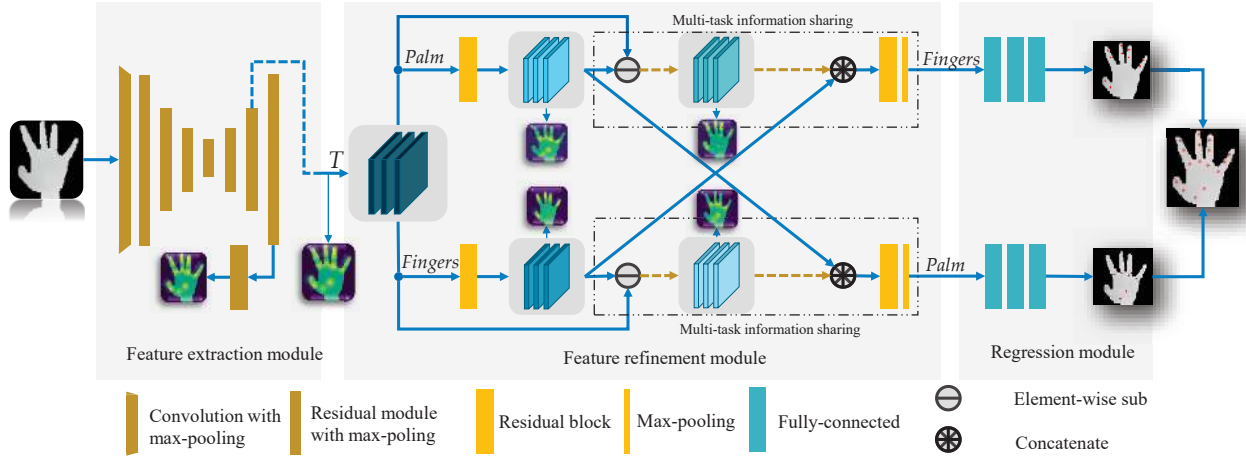 Multi-task information sharing
Palm
Fingers
T
Fingers
Palm
Multi-task information sharing
Feature extraction module
Feature refinement module
Regression module
Convolution with
max-pooling
Residual module
with max-poling
Residual block
Max-pooling
Fully-connected
Element-wise sub
Concatenate